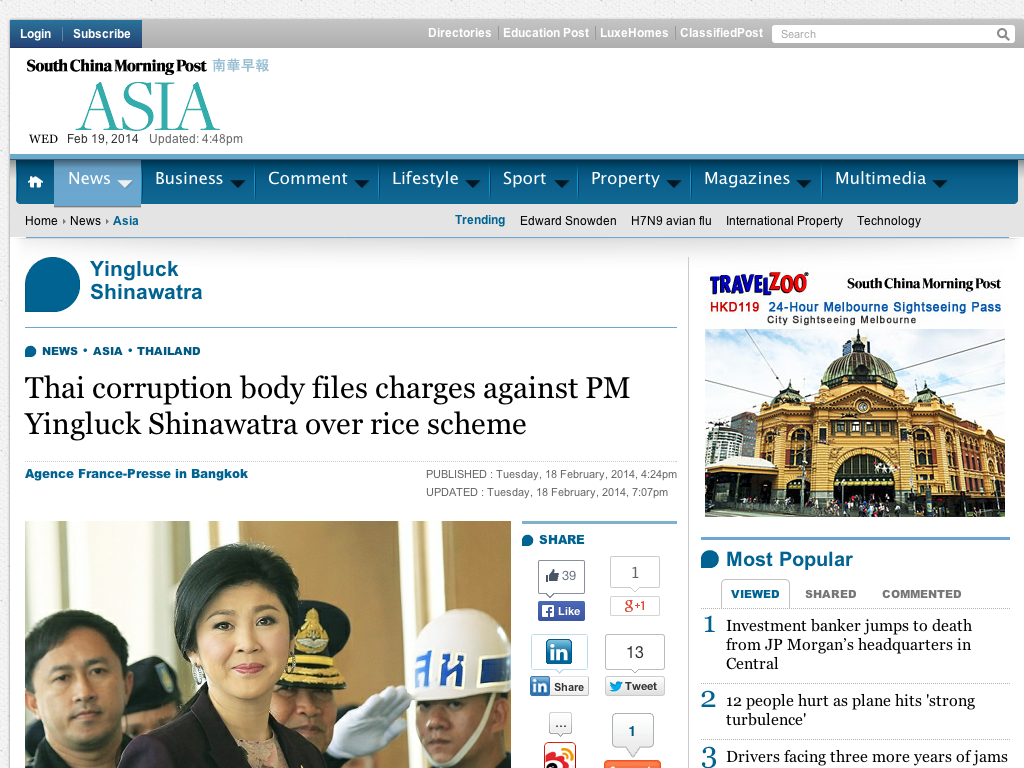 Login
Subscribe
Directories
Education Post
LuxeHomes
ClassifiedPost
Search
South China Morning Post 南華早報
ASIA
WED Feb 19, 2014 Updated: 4:48pm
News
Business
Comment
Lifestyle
Sport
Property
Magazines
Multimedia
Home News Asia
Trending Edward Snowden H7N9 avian flu International Property Technology
Yingluck
Shinawatra
NEWS • ASIA • THAILAND
Thai corruption body files charges against PM
Yingluck Shinawatra over rice scheme
Agence France-Presse in Bangkok
PUBLISHED : Tuesday, 18 February, 2014, 4:24pm
UPDATED : Tuesday, 18 February, 2014, 7:07pm
สห
SHARE
39
Like
1
g+1
in
in Share
13
Tweet
...
1
TRAVELZOO South China Morning Post
HKD119 24-Hour Melbourne Sightseeing Pass
City Sightseeing Melbourne
Most Popular
VIEWED
SHARED
COMMENTED
1 Investment banker jumps to death
from JP Morgan's headquarters in
Central
2 12 people hurt as plane hits 'strong
turbulence'
3 Drivers facing three more years of jams